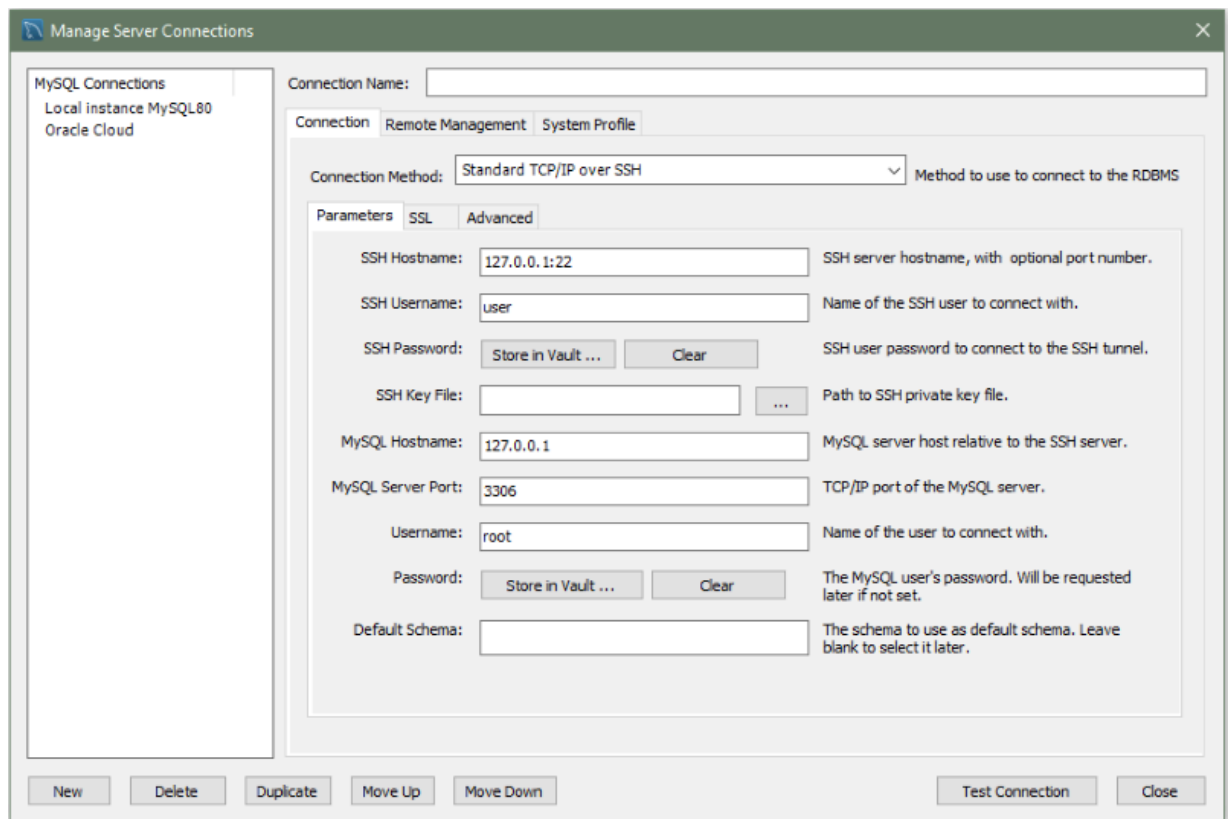 Manage Server Connections
MySQL Connections
Local instance MySQL80
Oracle Cloud
Connection Name:
Connection Remote Management System Profile
Connection Method: Standard TCP/IP over SSH Method to use to connect to the RDBMS
Parameters SSL Advanced
SSH Hostname: 127.0.0.1:22 SSH server hostname, with optional port number.
SSH Username: user Name of the SSH user to connect with.
SSH Password: Store in Vault ... Clear SSH user password to connect to the SSH tunnel.
SSH Key File: ... Path to SSH private key file.
MySQL Hostname: 127.0.0.1 MySQL server host relative to the SSH server.
MySQL Server Port: 3306 TCP/IP port of the MySQL server.
Username: root Name of the user to connect with.
Password: Store in Vault ... Clear The MySQL user's password. Will be requested
later if not set.
Default Schema: The schema to use as default schema. Leave
blank to select it later.
New Delete Duplicate Move Up Move Down Test Connection Close